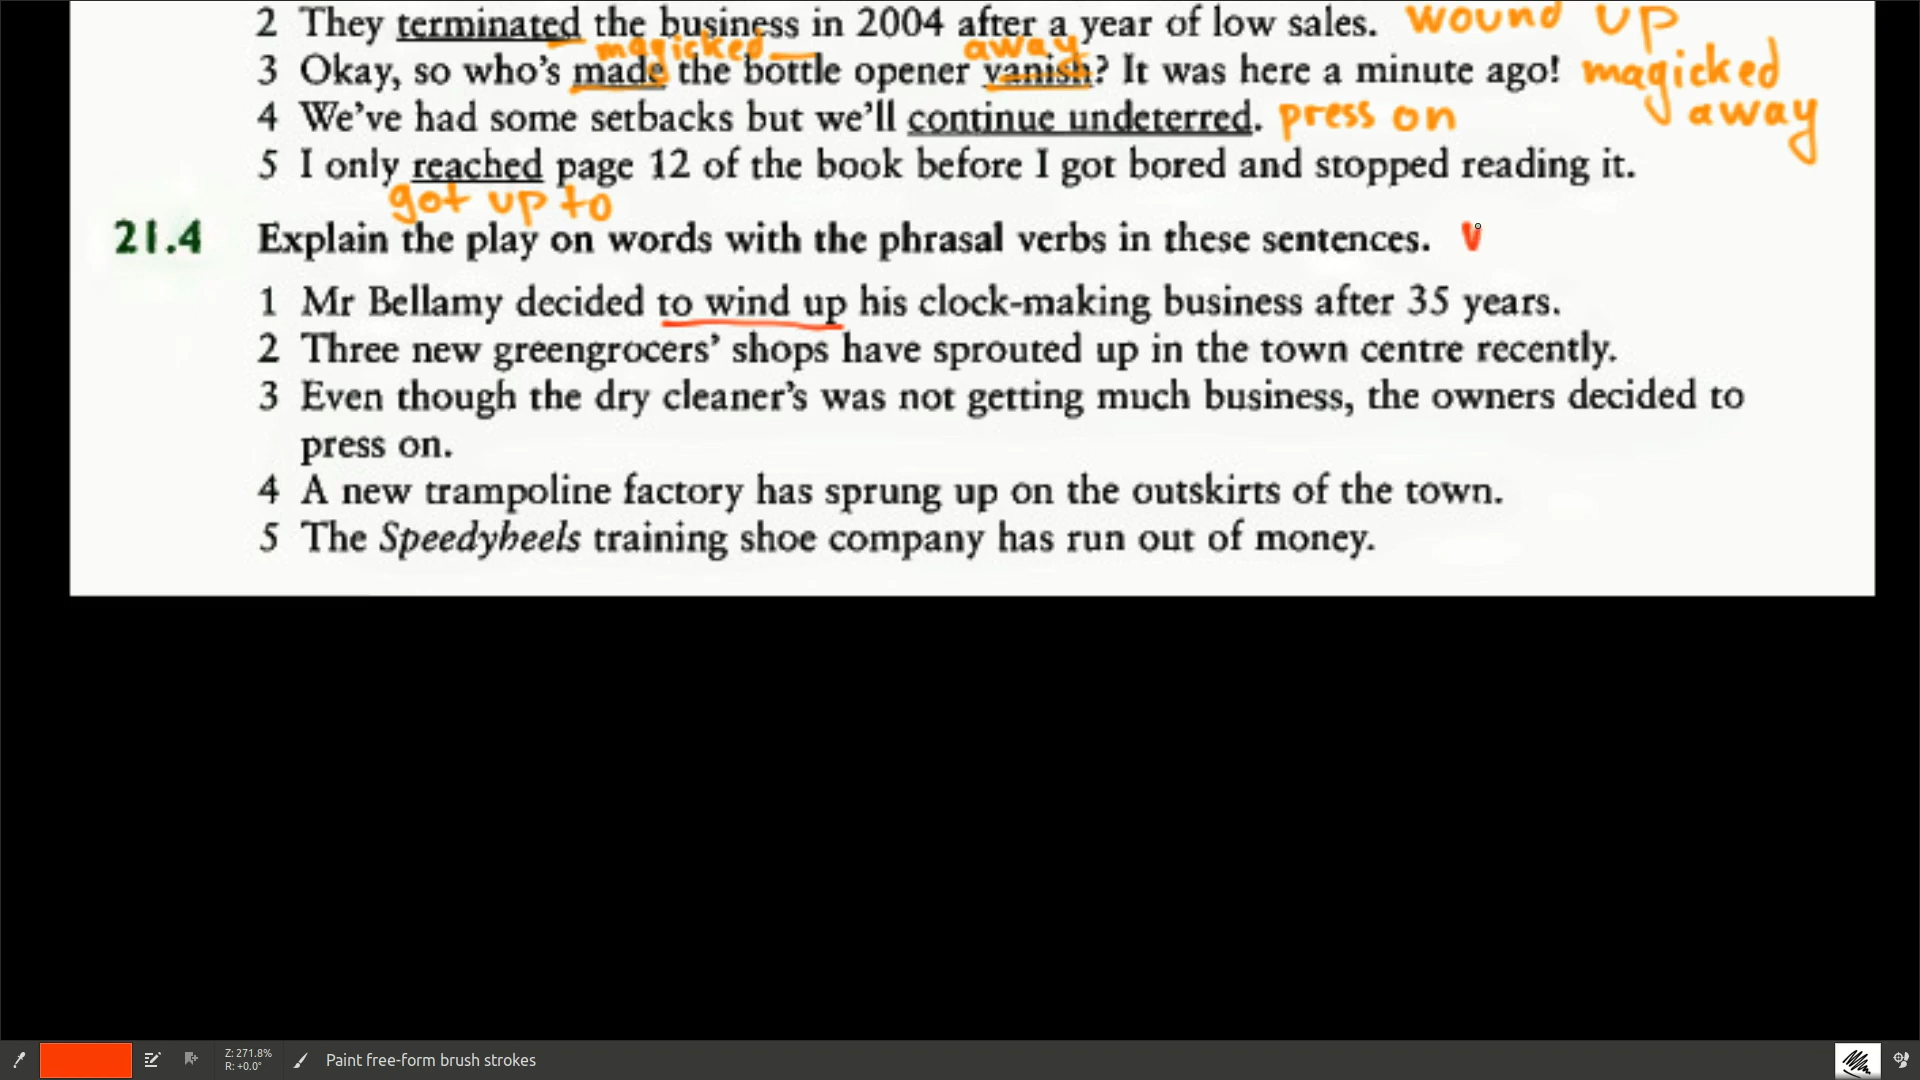 2 They terminated the business in 2004 after a year of low sales. wound up
magicked away
3 Okay, so who's made the bottle opener vanish? It was here a minute ago! magicked away
4 We've had some setbacks but we'll continue undeterred. press on
5 I only reached page 12 of the book before I got bored and stopped reading it.
got up to
21.4 Explain the play on words with the phrasal verbs in these sentences. V
1 Mr Bellamy decided to wind up his clock-making business after 35 years.
2 Three new greengrocers' shops have sprouted up in the town centre recently.
3 Even though the dry cleaner's was not getting much business, the owners decided to
press on.
4 A new trampoline factory has sprung up on the outskirts of the town.
5 The Speedyheels training shoe company has run out of money.
Z: 271.8%
R: +0.0°
Paint free-form brush strokes